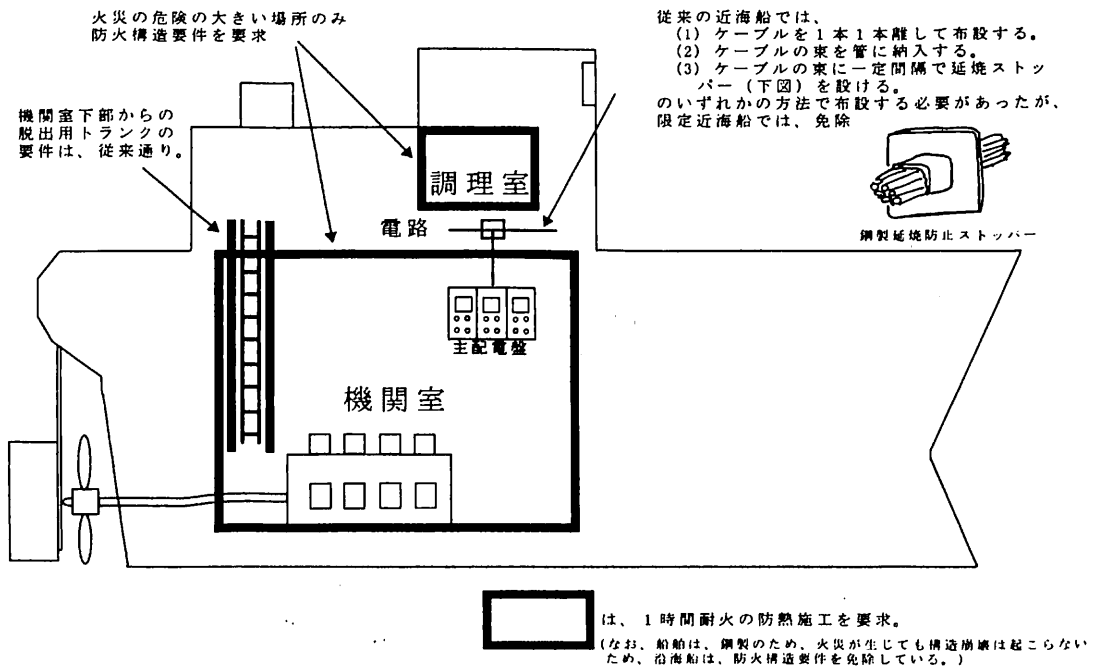 火災の危険の大きい場所のみ
防火構造要件を要求
従来の近海船では、
(1) ケーブルを1本1本離して布設する。
(2) ケーブルの束を管に納入する。
(3) ケーブルの束に一定間隔で延焼ストッ
パー（下図）を設ける。
のいずれかの方法で布設する必要があったが、
限定近海船では、免除
機関室下部からの
脱出用トランクの
要件は、従来通り。
調理室
電路
鋼製延焼防止ストッパー
主配電盤
機関室
は、1時間耐火の防熱施工を要求。
(なお、船舶は、鋼製のため、火災が生じても構造崩壊は起こらない
ため、沿海船は、防火構造要件を免除している。)